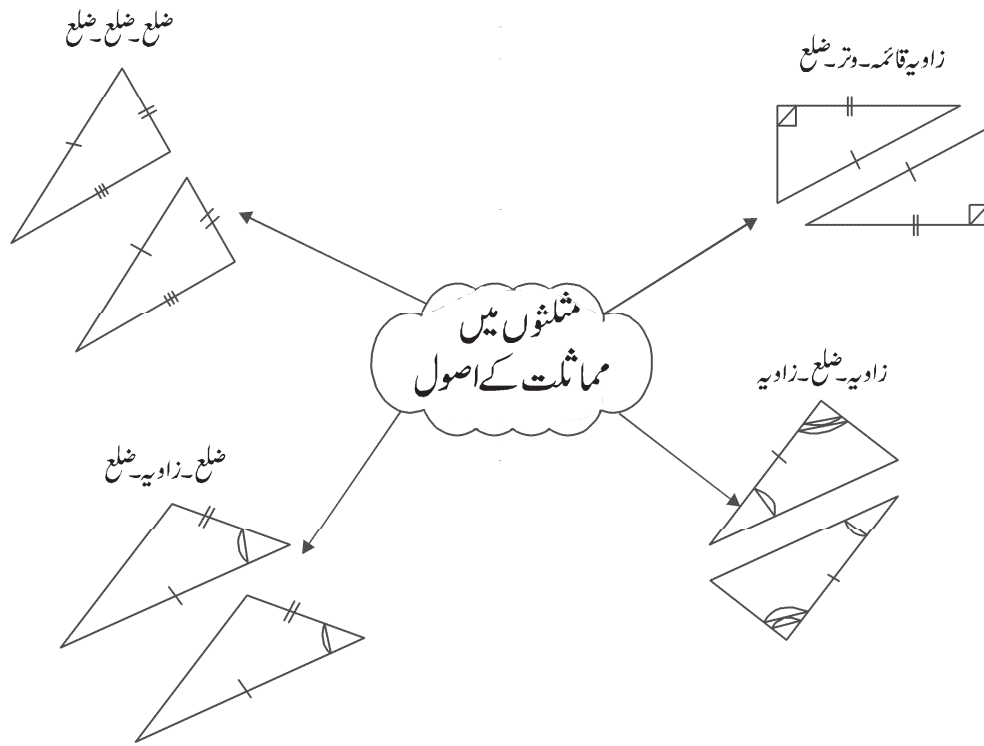 ضلع۔ضلع۔ضلع
زاویہ قائمہ۔وتر۔ضلع
مثلثوں میں
مماثلت کے اصول
زاویہ۔ضلع۔زاویہ
ضلع۔زاویہ۔ضلع